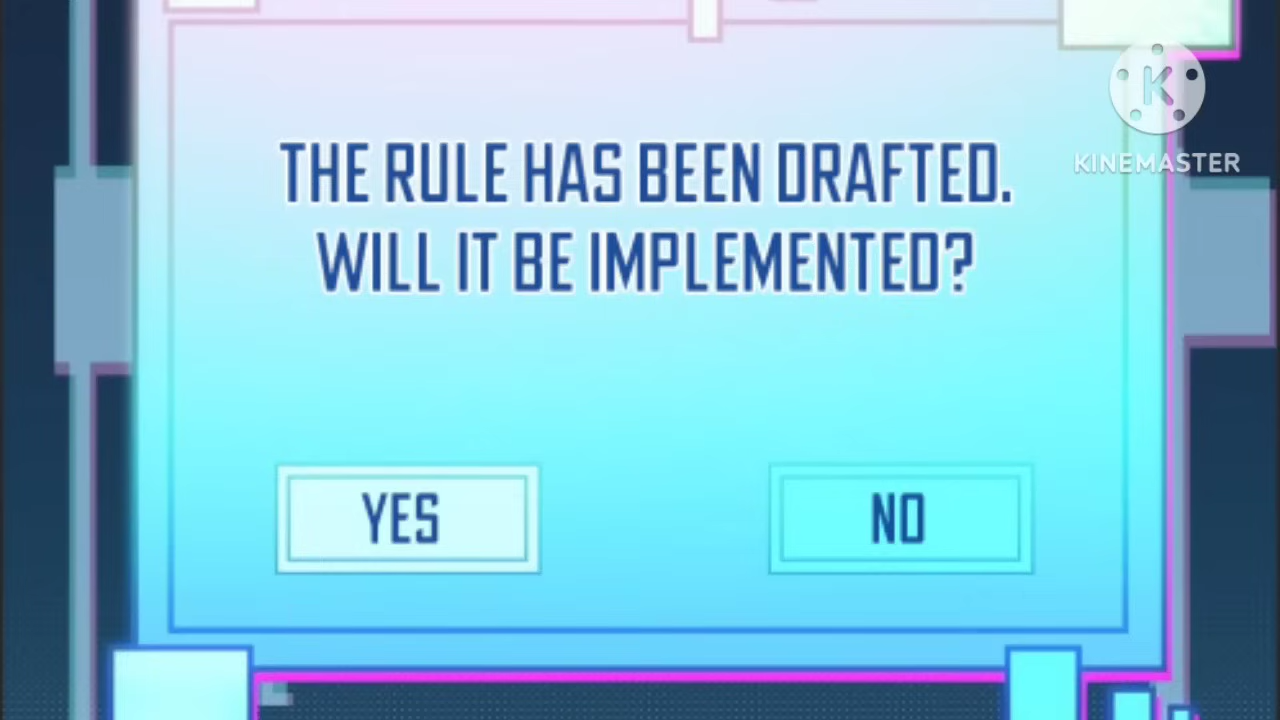 THE RULE HAS BEEN DRAFTED.
WILL IT BE IMPLEMENTED?
YES
NO
K
KINEMASTER